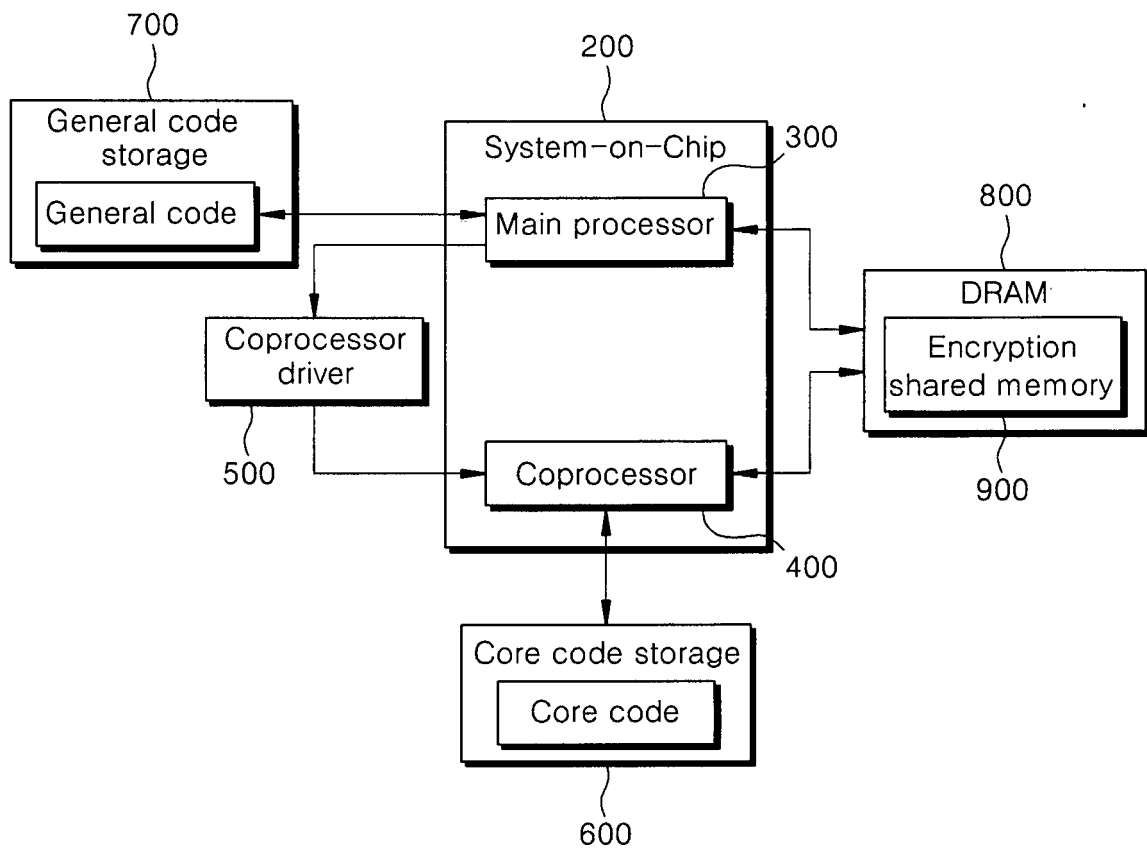 700
200
General code
storage
General code
System-on-Chip
300
Main processor
800
DRAM
Encryption
shared memory
900
Coprocessor
driver
500
Coprocessor
400
Core code storage
Core code
600